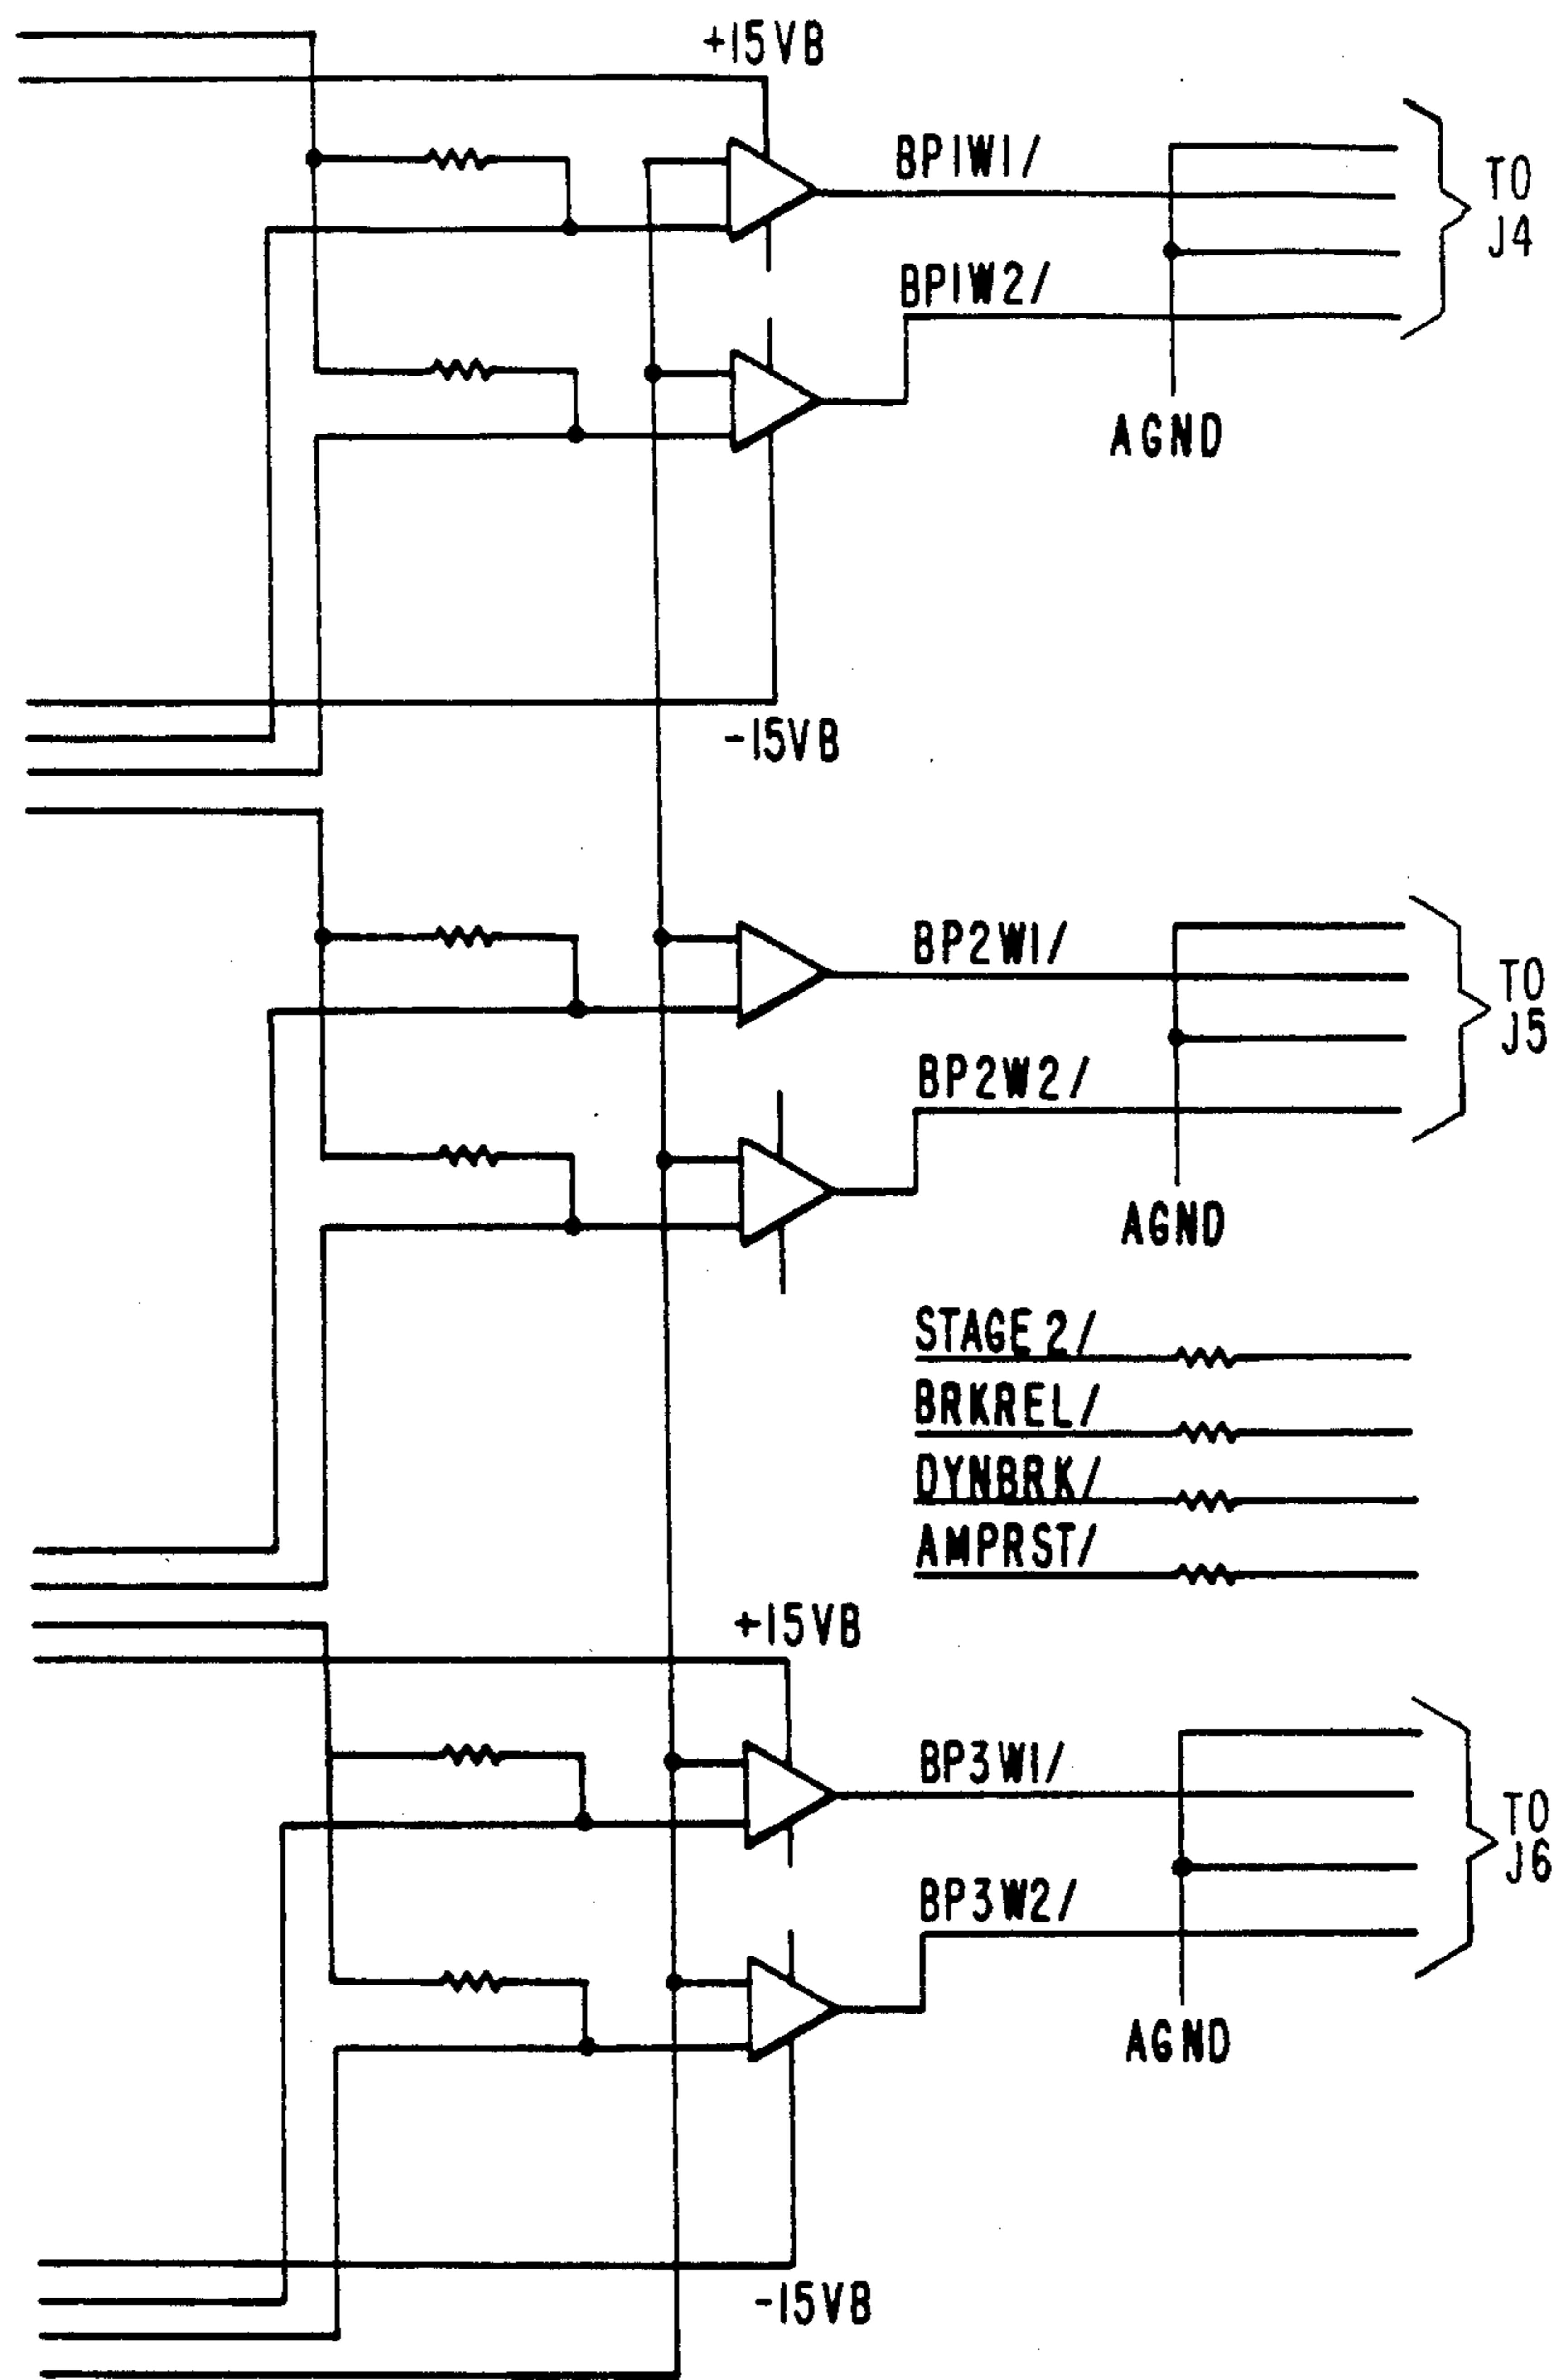 +15VB
BP1W1/
TO
J4
BP1W2/
AGND
-15VB
BP2W1/
TO
J5
BP2W2/
AGND
STAGE 2/
BRKREL/
DYNBRK/
AMPRST/
+15VB
BP3W1/
TO
J6
BP3W2/
AGND
-15VB